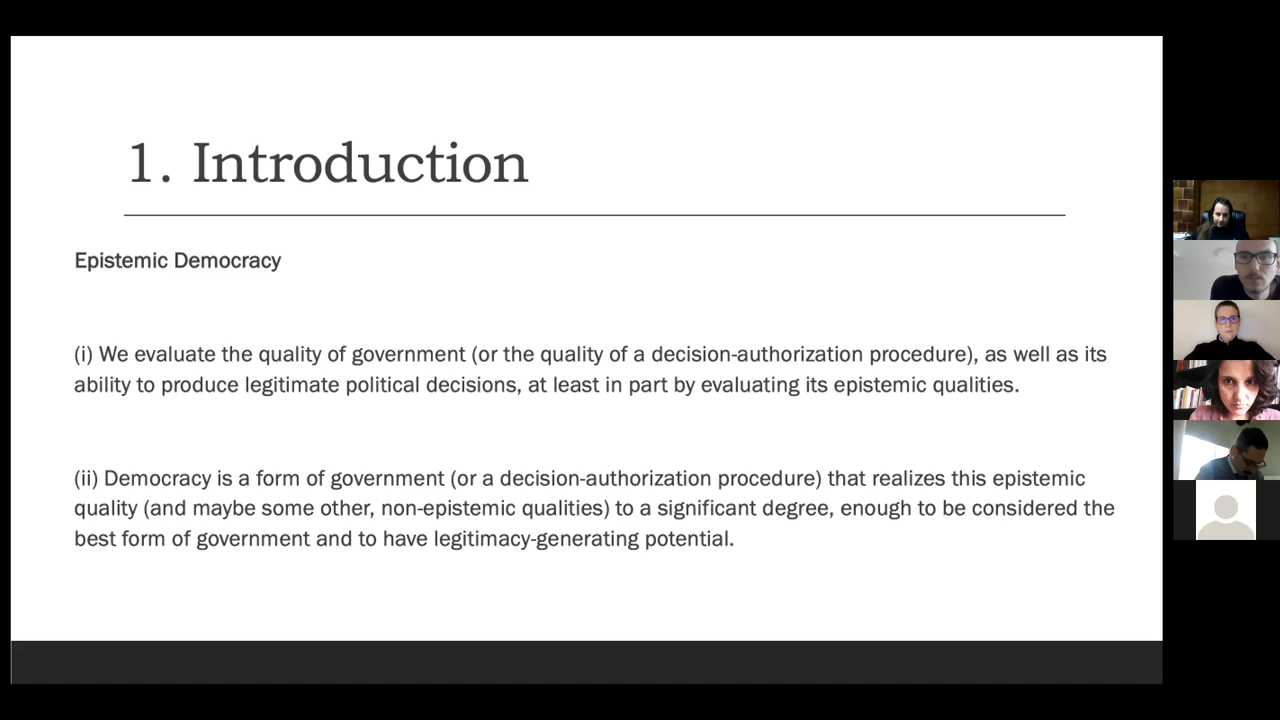 1. Introduction
Epistemic Democracy
(i) We evaluate the quality of government (or the quality of a decision-authorization procedure), as well as its
ability to produce legitimate political decisions, at least in part by evaluating its epistemic qualities.
(ii) Democracy is a form of government (or a decision-authorization procedure) that realizes this epistemic
quality (and maybe some other, non-epistemic qualities) to a significant degree, enough to be considered the
best form of government and to have legitimacy-generating potential.